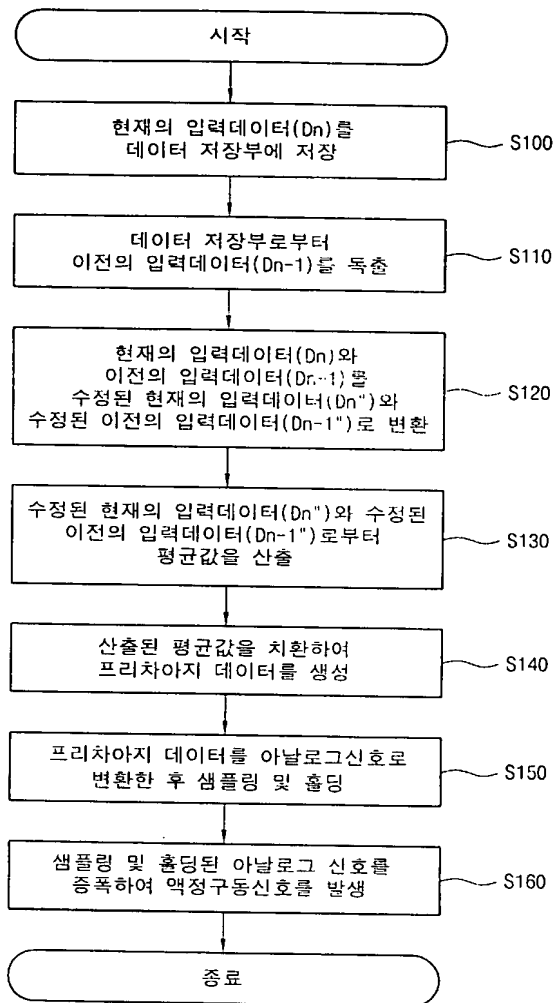 시작
현재의 입력데이터(Dn)를
데이터 저장부에 저장
S100
데이터 저장부로부터
이전의 입력데이터(Dn-1)를 독출
S110
현재의 입력데이터(Dn)와
이전의 입력데이터(Dn-1)를
수정된 현재의 입력데이터(Dn")와
수정된 이전의 입력데이터(Dn-1")로 변환
S120
수정된 현재의 입력데이터(Dn")와 수정된
이전의 입력데이터(Dn-1")로부터
평균값을 산출
S130
산출된 평균값을 치환하여
프리차아지 데이터를 생성
S140
프리차아지 데이터를 아날로그신호로
변환한 후 샘플링 및 홀딩
S150
샘플링 및 홀딩된 아날로그 신호를
증폭하여 액정구동신호를 발생
S160
종료